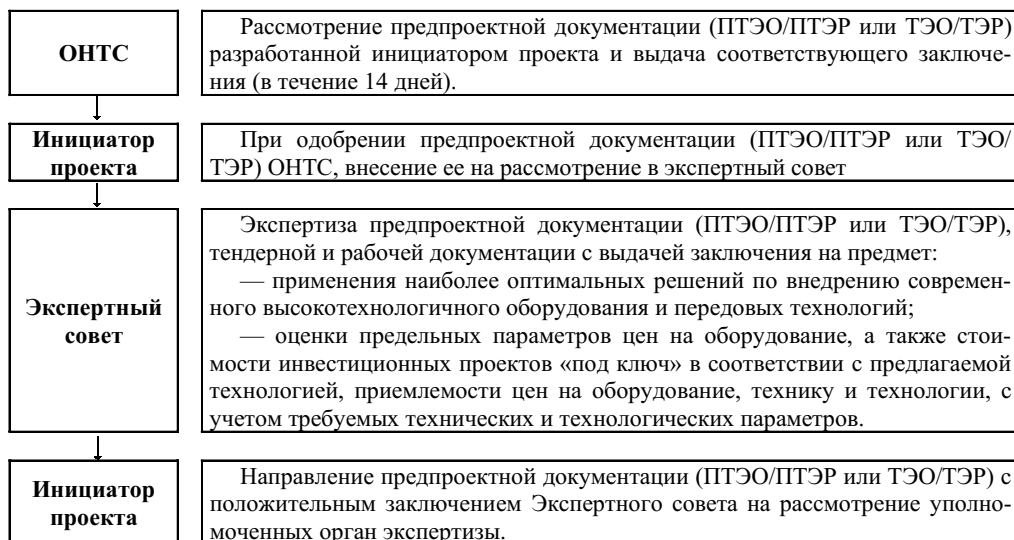 ОНТС
Рассмотрение предпроектной документации (ПТЭО/ПТЭР или ТЭО/ТЭР)
разработанной инициатором проекта и выдача соответствующего заключе-
ния (в течение 14 дней).
Инициатор
проекта
При одобрении предпроектной документации (ПТЭО/ПТЭР или ТЭО/
ТЭР) ОНТС, внесение ее на рассмотрение в экспертный совет
Экспертный
совет
Экспертиза предпроектной документации (ПТЭО/ПТЭР или ТЭО/ТЭР),
тендерной и рабочей документации с выдачей заключения на предмет:
— применения наиболее оптимальных решений по внедрению современ-
ного высокотехнологичного оборудования и передовых технологий;
— оценки предельных параметров цен на оборудование, а также стои-
мости инвестиционных проектов «под ключ» в соответствии с предлагаемой
технологией, приемлемости цен на оборудование, технику и технологии, с
учетом требуемых технических и технологических параметров.
Инициатор
проекта
Направление предпроектной документации (ПТЭО/ПТЭР или ТЭО/ТЭР) с
положительным заключением Экспертного совета на рассмотрение уполно-
моченных орган экспертизы.